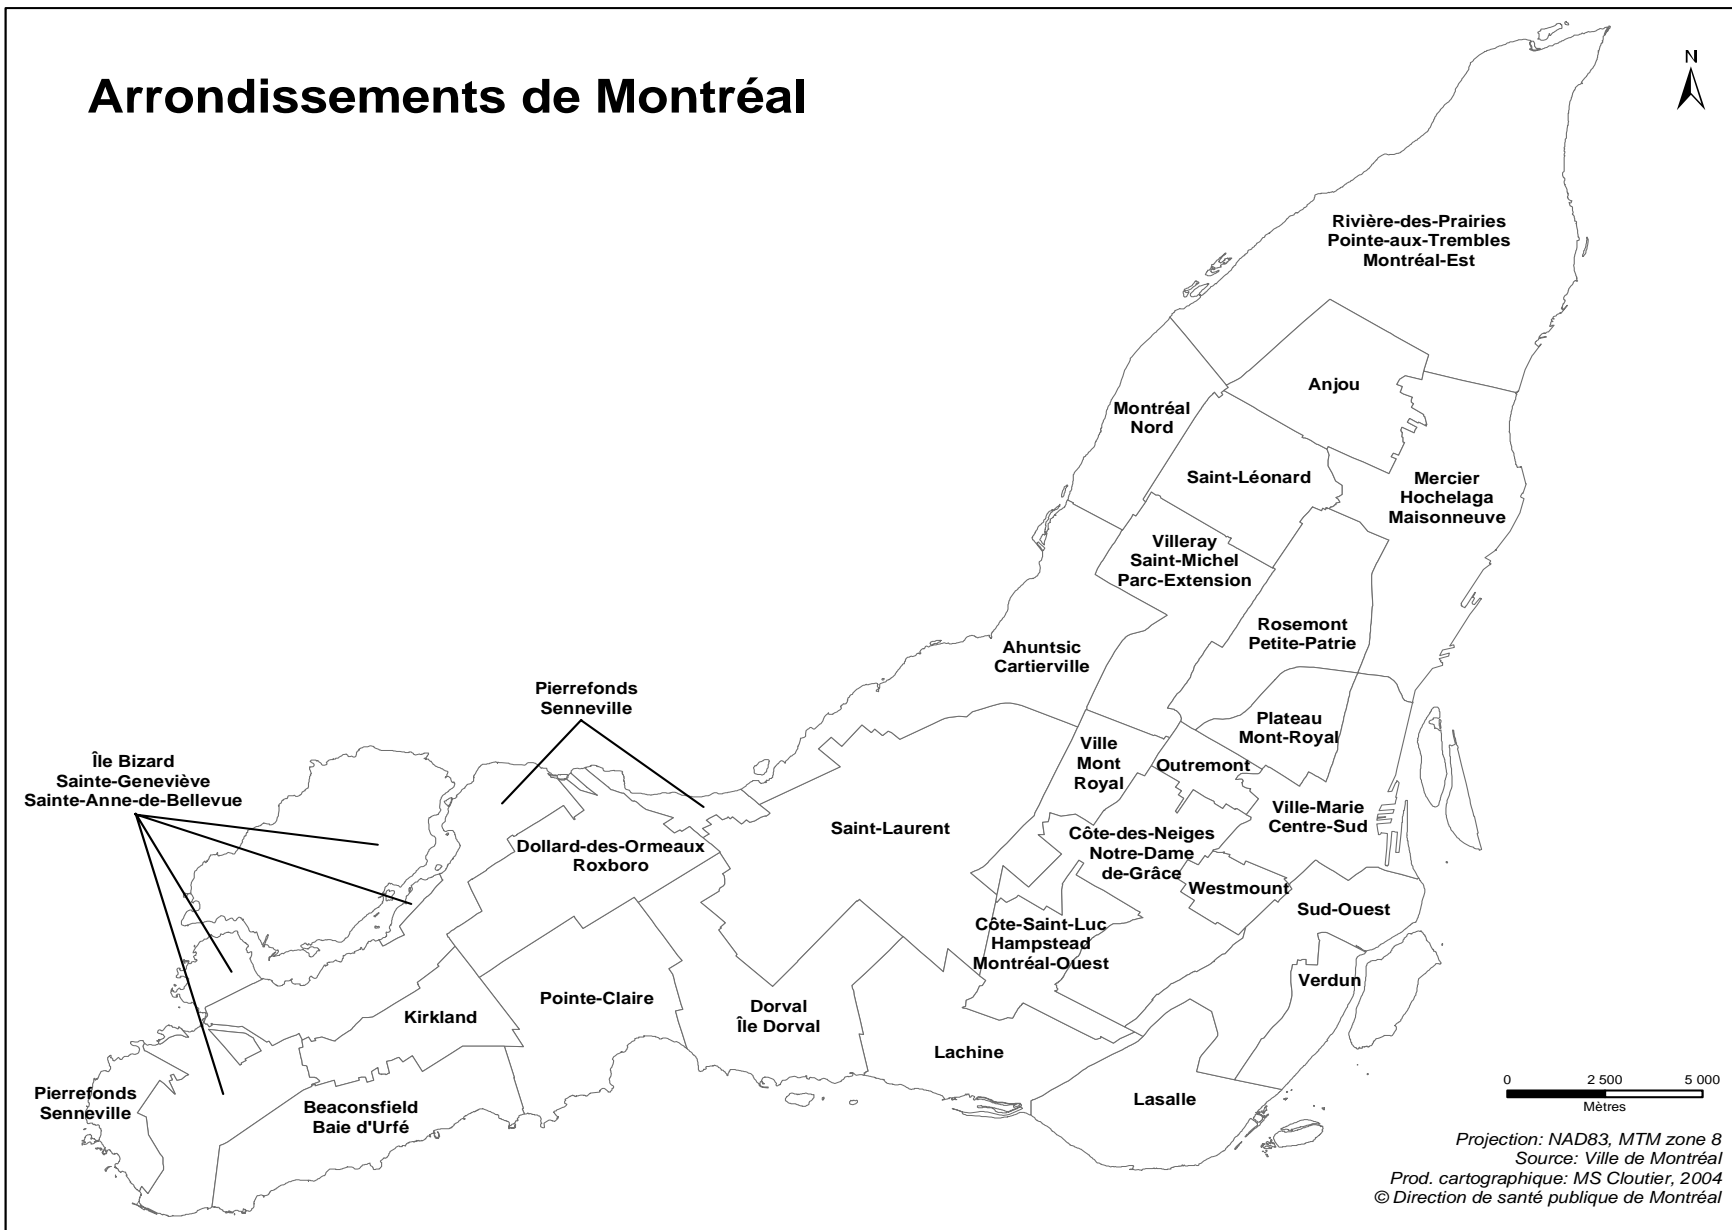 Arrondissements de Montréal
N
Rivière-des-Prairies
Pointe-aux-Trembles
Montréal-Est
Anjou
Montréal
Nord
Saint-Léonard
Mercier
Hochelaga
Maisonneuve
Villeray
Saint-Michel
Parc-Extension
Rosemont
Petite-Patrie
Ahuntsic
Cartierville
Pierrefonds
Senneville
Plateau
Mont-Royal
Ville
Mont
Royal
Outremont
Île Bizard
Sainte-Geneviève
Sainte-Anne-de-Bellevue
Ville-Marie
Centre-Sud
Saint-Laurent
Côte-des-Neiges
Notre-Dame
de-Grâce
Dollard-des-Ormeaux
Roxboro
Westmount
Sud-Ouest
Côte-Saint-Luc
Hampstead
Montréal-Ouest
Verdun
Pointe-Claire
Dorval
Île Dorval
Kirkland
Lachine
Lasalle
Pierrefonds
Senneville
Beaconsfield
Baie d'Urfé
0 2 500 5 000
Mètres
Projection: NAD83, MTM zone 8
Source: Ville de Montréal
Prod. cartographique: MS Cloutier, 2004
© Direction de santé publique de Montréal